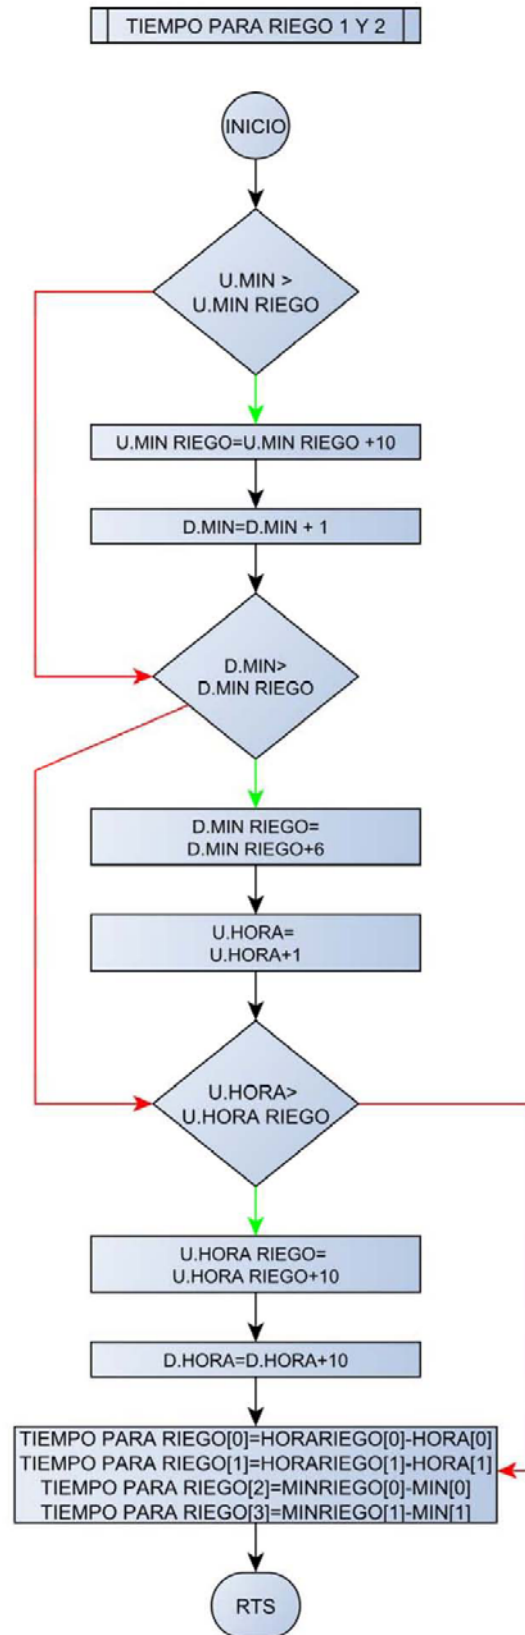 TIEMPO PARA RIEGO 1 Y 2
INICIO
U.MIN >
U.MIN RIEGO
U.MIN RIEGO=U.MIN RIEGO +10
D.MIN=D.MIN + 1
D.MIN>
D.MIN RIEGO
D.MIN RIEGO=
D.MIN RIEGO+6
U.HORA=
U.HORA+1
U.HORA>
U.HORA RIEGO
U.HORA RIEGO=
U.HORA RIEGO+10
D.HORA=D.HORA+10
TIEMPO PARA RIEGO[0]=HORARIEGO[0]-HORA[0]
TIEMPO PARA RIEGO[1]=HORARIEGO[1]-HORA[1]
TIEMPO PARA RIEGO[2]=MINRIEGO[0]-MIN[0]
TIEMPO PARA RIEGO[3]=MINRIEGO[1]-MIN[1]
RTS